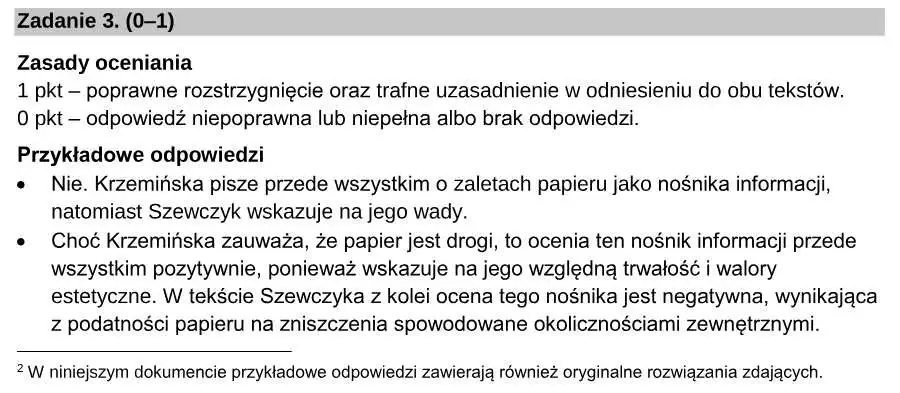 Zadanie 3. (0–1)
Zasady oceniania
1 pkt – poprawne rozstrzygnięcie oraz trafne uzasadnienie w odniesieniu do obu tekstów.
0 pkt – odpowiedź niepoprawna lub niepełna albo brak odpowiedzi.
Przykładowe odpowiedzi
• Nie. Krzemińska pisze przede wszystkim o zaletach papieru jako nośnika informacji,
natomiast Szewczyk wskazuje na jego wady.
• Choć Krzemińska zauważa, że papier jest drogi, to ocenia ten nośnik informacji przede
wszystkim pozytywnie, ponieważ wskazuje na jego względną trwałość i walory
estetyczne. W tekście Szewczyka z kolei ocena tego nośnika jest negatywna, wynikająca
z podatności papieru na zniszczenia spowodowane okolicznościami zewnętrznymi.
² W niniejszym dokumencie przykładowe odpowiedzi zawierają również oryginalne rozwiązania zdających.